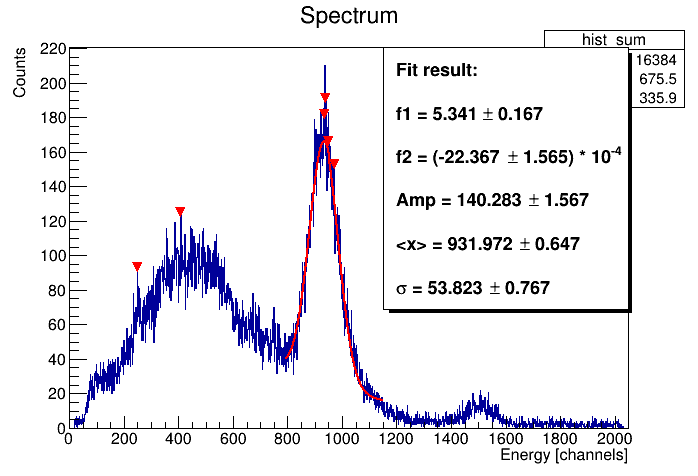 Spectrum
hist_sum
16384
675.5
335.9
Counts
220
200
180
160
140
120
100
80
60
40
20
0
Fit result:
f1 = 5.341 ± 0.167
f2 = (-22.367 ± 1.565) * 10⁻⁴
Amp = 140.283 ± 1.567
<x> = 931.972 ± 0.647
σ = 53.823 ± 0.767
0 200 400 600 800 1000 1200 1400 1600 1800 2000
Energy [channels]